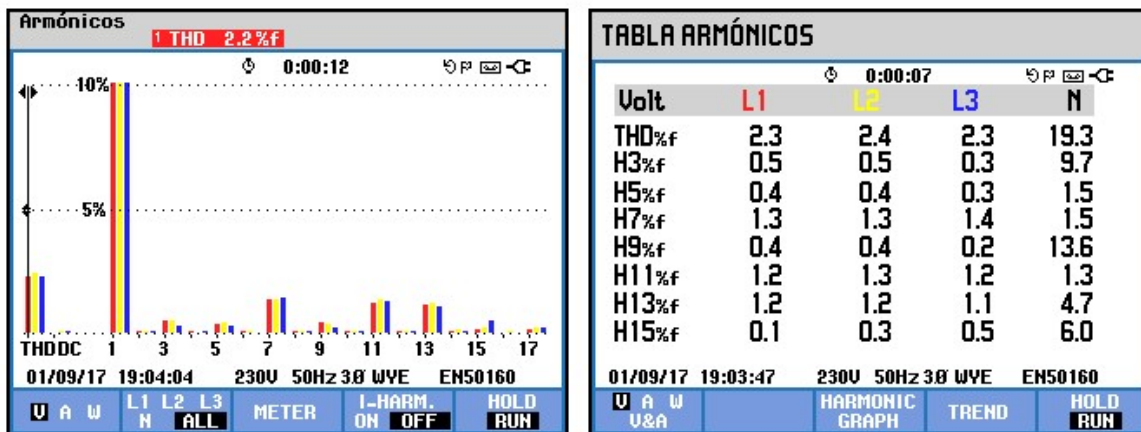 Armónicos
1 THD 2.2%f
0:00:12
10%
5%
THDDC 1 3 5 7 9 11 13 15 17
01/09/17 19:04:04 230V 50Hz 3Ø WYE EN50160
V A W L1 L2 L3 N ALL METER I-HARM. ON OFF HOLD RUN
TABLA ARMÓNICOS
0:00:07
Volt L1 L2 L3 N
THD%f 2.3 2.4 2.3 19.3
H3%f 0.5 0.5 0.3 9.7
H5%f 0.4 0.4 0.3 1.5
H7%f 1.3 1.3 1.4 1.5
H9%f 0.4 0.4 0.2 13.6
H11%f 1.2 1.3 1.2 1.3
H13%f 1.2 1.2 1.1 4.7
H15%f 0.1 0.3 0.5 6.0
01/09/17 19:03:47 230V 50Hz 3Ø WYE EN50160
V A W V&A HARMONIC GRAPH TREND HOLD RUN